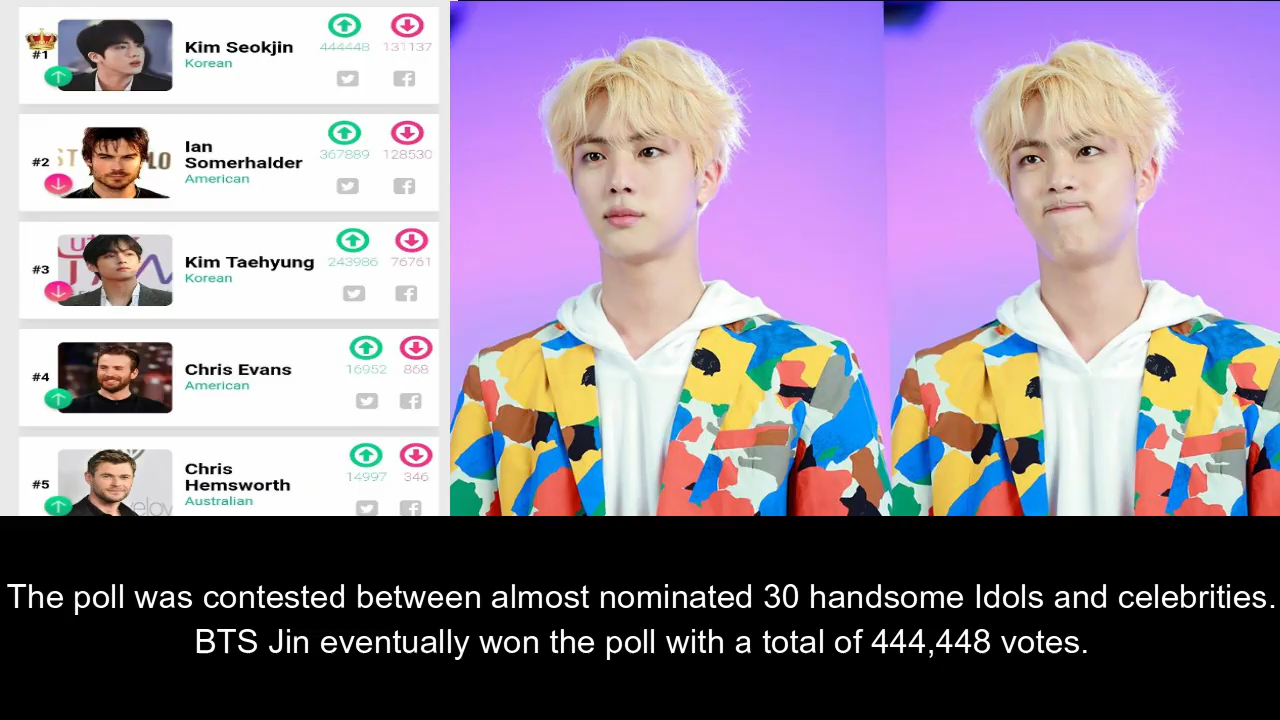 #1
Kim Seokjin
Korean
444448 131137
#2
Ian
Somerhalder
American
367889 128530
#3
Kim Taehyung
Korean
243986 76761
#4
Chris Evans
American
16952 868
#5
Chris
Hemsworth
Australian
14997 346
The poll was contested between almost nominated 30 handsome Idols and celebrities.
BTS Jin eventually won the poll with a total of 444,448 votes.